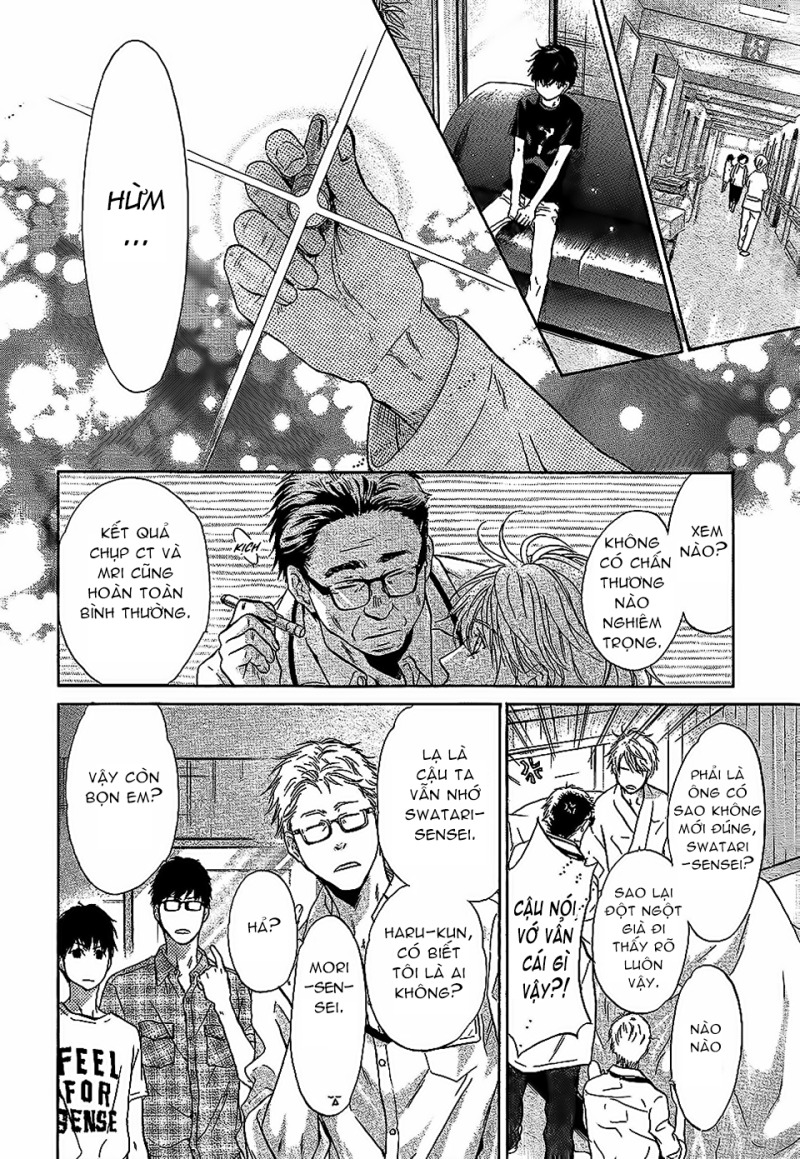 HỪM
...
XEM
NÀO?
KHÔNG
CÓ CHẤN
THƯƠNG
NÀO
NGHIÊM
TRỌNG.
KỊCH
KẾT QUẢ
CHỤP CT VÀ
MRI CŨNG
HOÀN TOÀN
BÌNH THƯỜNG.
PHẢI LÀ
ÔNG CÓ
SAO KHÔNG
MỚI ĐÚNG,
SWATARI
-SENSEI?
SAO LẠI
ĐỘT NGỘT
GIÀ ĐI
THẤY RÕ
LUÔN
VẬY.
CẬU NÓI
VỚ VẨN
CÁI GÌ
VẬY?!
NÀO
NÀO
LẠ LÀ
CẬU TA
VẪN NHỚ
SWATARI-
SENSEI.
HARU-KUN,
CÓ BIẾT
TÔI LÀ AI
KHÔNG?
MORI
-SEN-
SEI.
HẢ?
VẬY CÒN
BỌN EM?
FEEL
FOR
SENSE